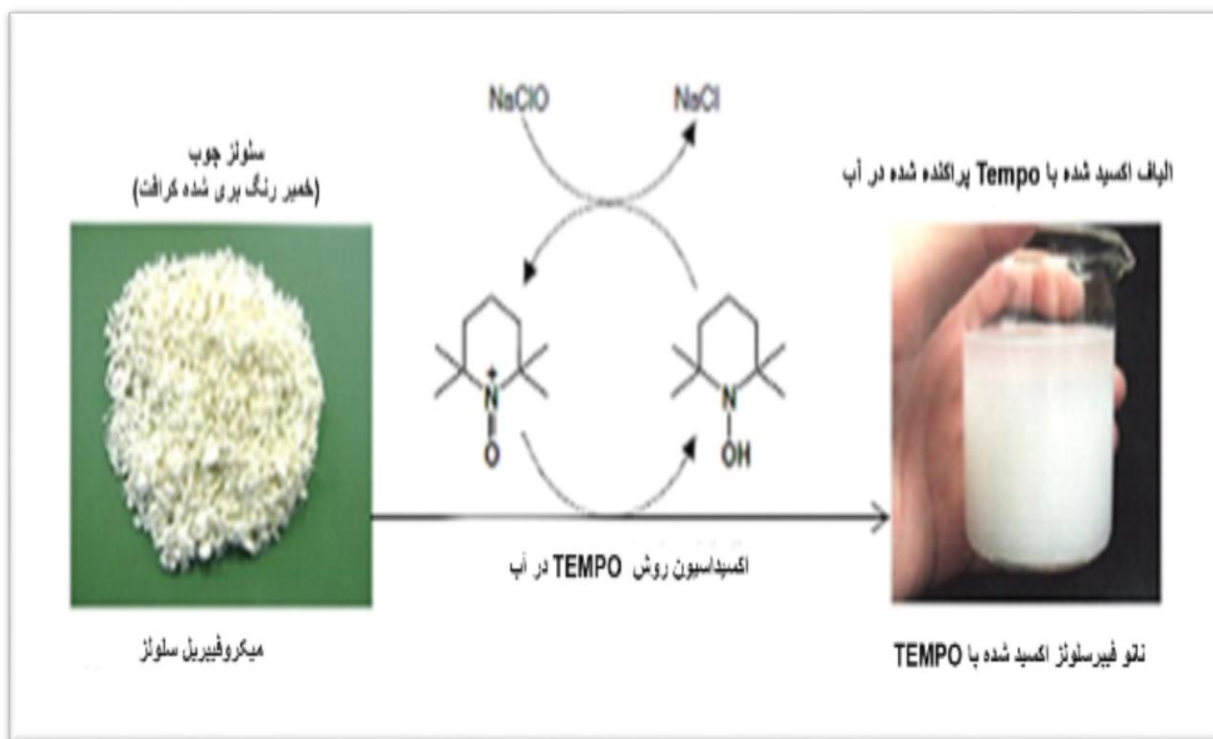 NaClO
NaCl
سلولز چوب
(خمیر رنگ بری شده کرافت)
الیاف اکسید شده با Tempo پراکنده شده در آب
N
+
O
N
OH
اکسیداسیون روش TEMPO در آب
میکروفیبریل سلولز
نانو فیبرسلولز اکسید شده با TEMPO